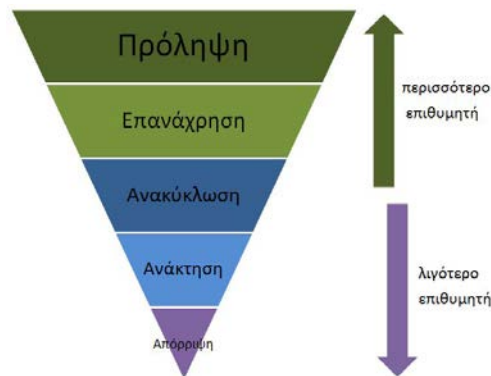 Πρόληψη
Επανάχρηση
Ανακύκλωση
Ανάκτηση
Απόρριψη
περισσότερο
επιθυμητή
λιγότερο
επιθυμητή